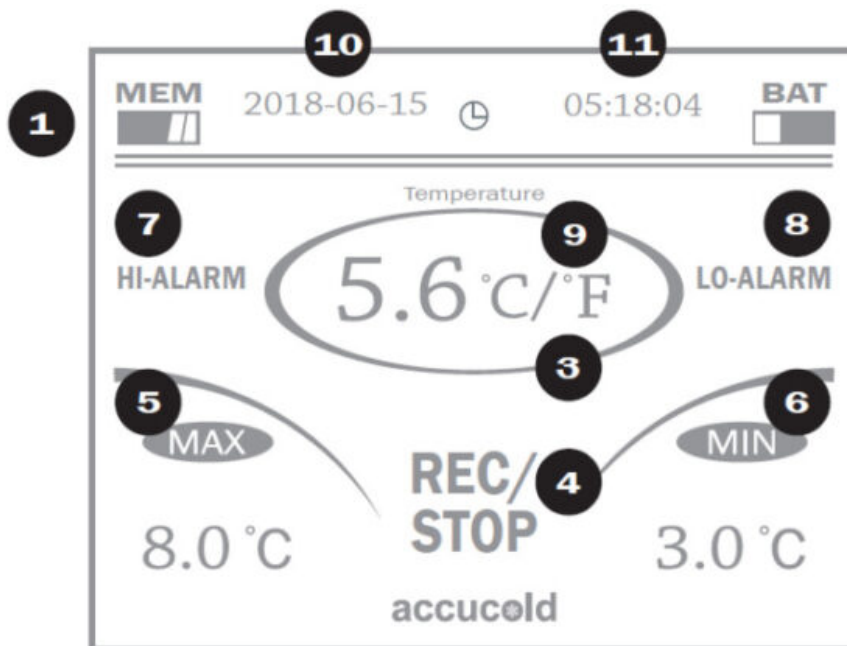 10 11
MEM 2018-06-15 05:18:04 BAT
1
Temperature
7 9 8
HI-ALARM 5.6 °C/°F LO-ALARM
3
5 6
MAX MIN
REC/ 4
STOP
8.0 °C 3.0 °C
accucold